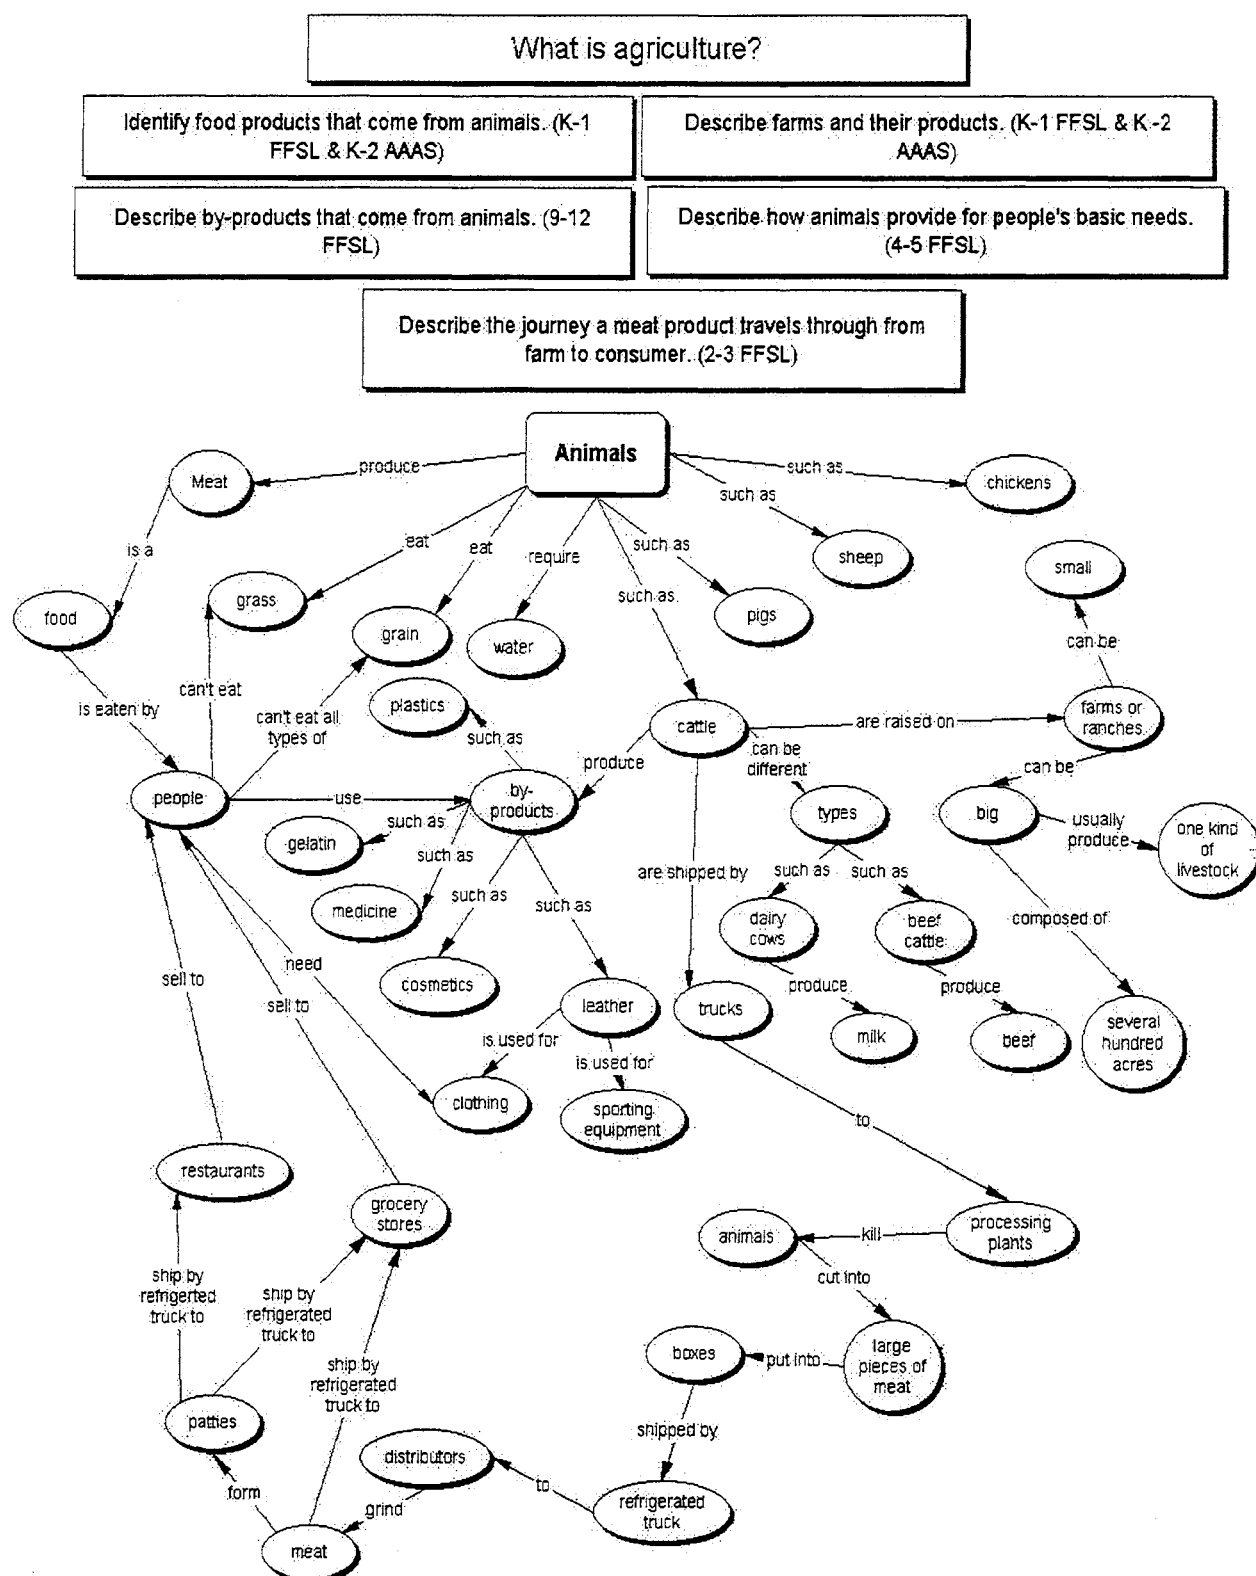 What is agriculture?
Identify food products that come from animals. (K-1
FFSL & K-2 AAAS)
Describe farms and their products. (K-1 FFSL & K-2
AAAS)
Describe by-products that come from animals. (9-12
FFSL)
Describe how animals provide for people's basic needs.
(4-5 FFSL)
Describe the journey a meat product travels through from
farm to consumer. (2-3 FFSL)
Animals
produce
Meat
such as
chickens
such as
sheep
is a
eat
eat
require
such as
such as
small
food
grass
grain
water
pigs
can be
is eaten by
can't eat
can't eat all
types of
plastics
such as
cattle
are raised on
farms or
ranches
produce
can be
different
can be
people
use
by-
products
types
big
usually
produce
one kind
of
livestock
such as
gelatin
such as
medicine
such as
cosmetics
such as
leather
are shipped by
such as
such as
dairy
cows
beef
cattle
composed of
sell to
need
sell to
produce
produce
trucks
milk
beef
several
hundred
acres
is used for
is used for
clothing
sporting
equipment
to
restaurants
grocery
stores
animals
kill
processing
plants
cut into
ship by
refrigerted
truck to
ship by
refrigerated
truck to
ship by
refrigerated
truck to
boxes
put into
large
pieces of
meat
patties
shipped by
distributors
to
refrigerated
truck
form
grind
meat